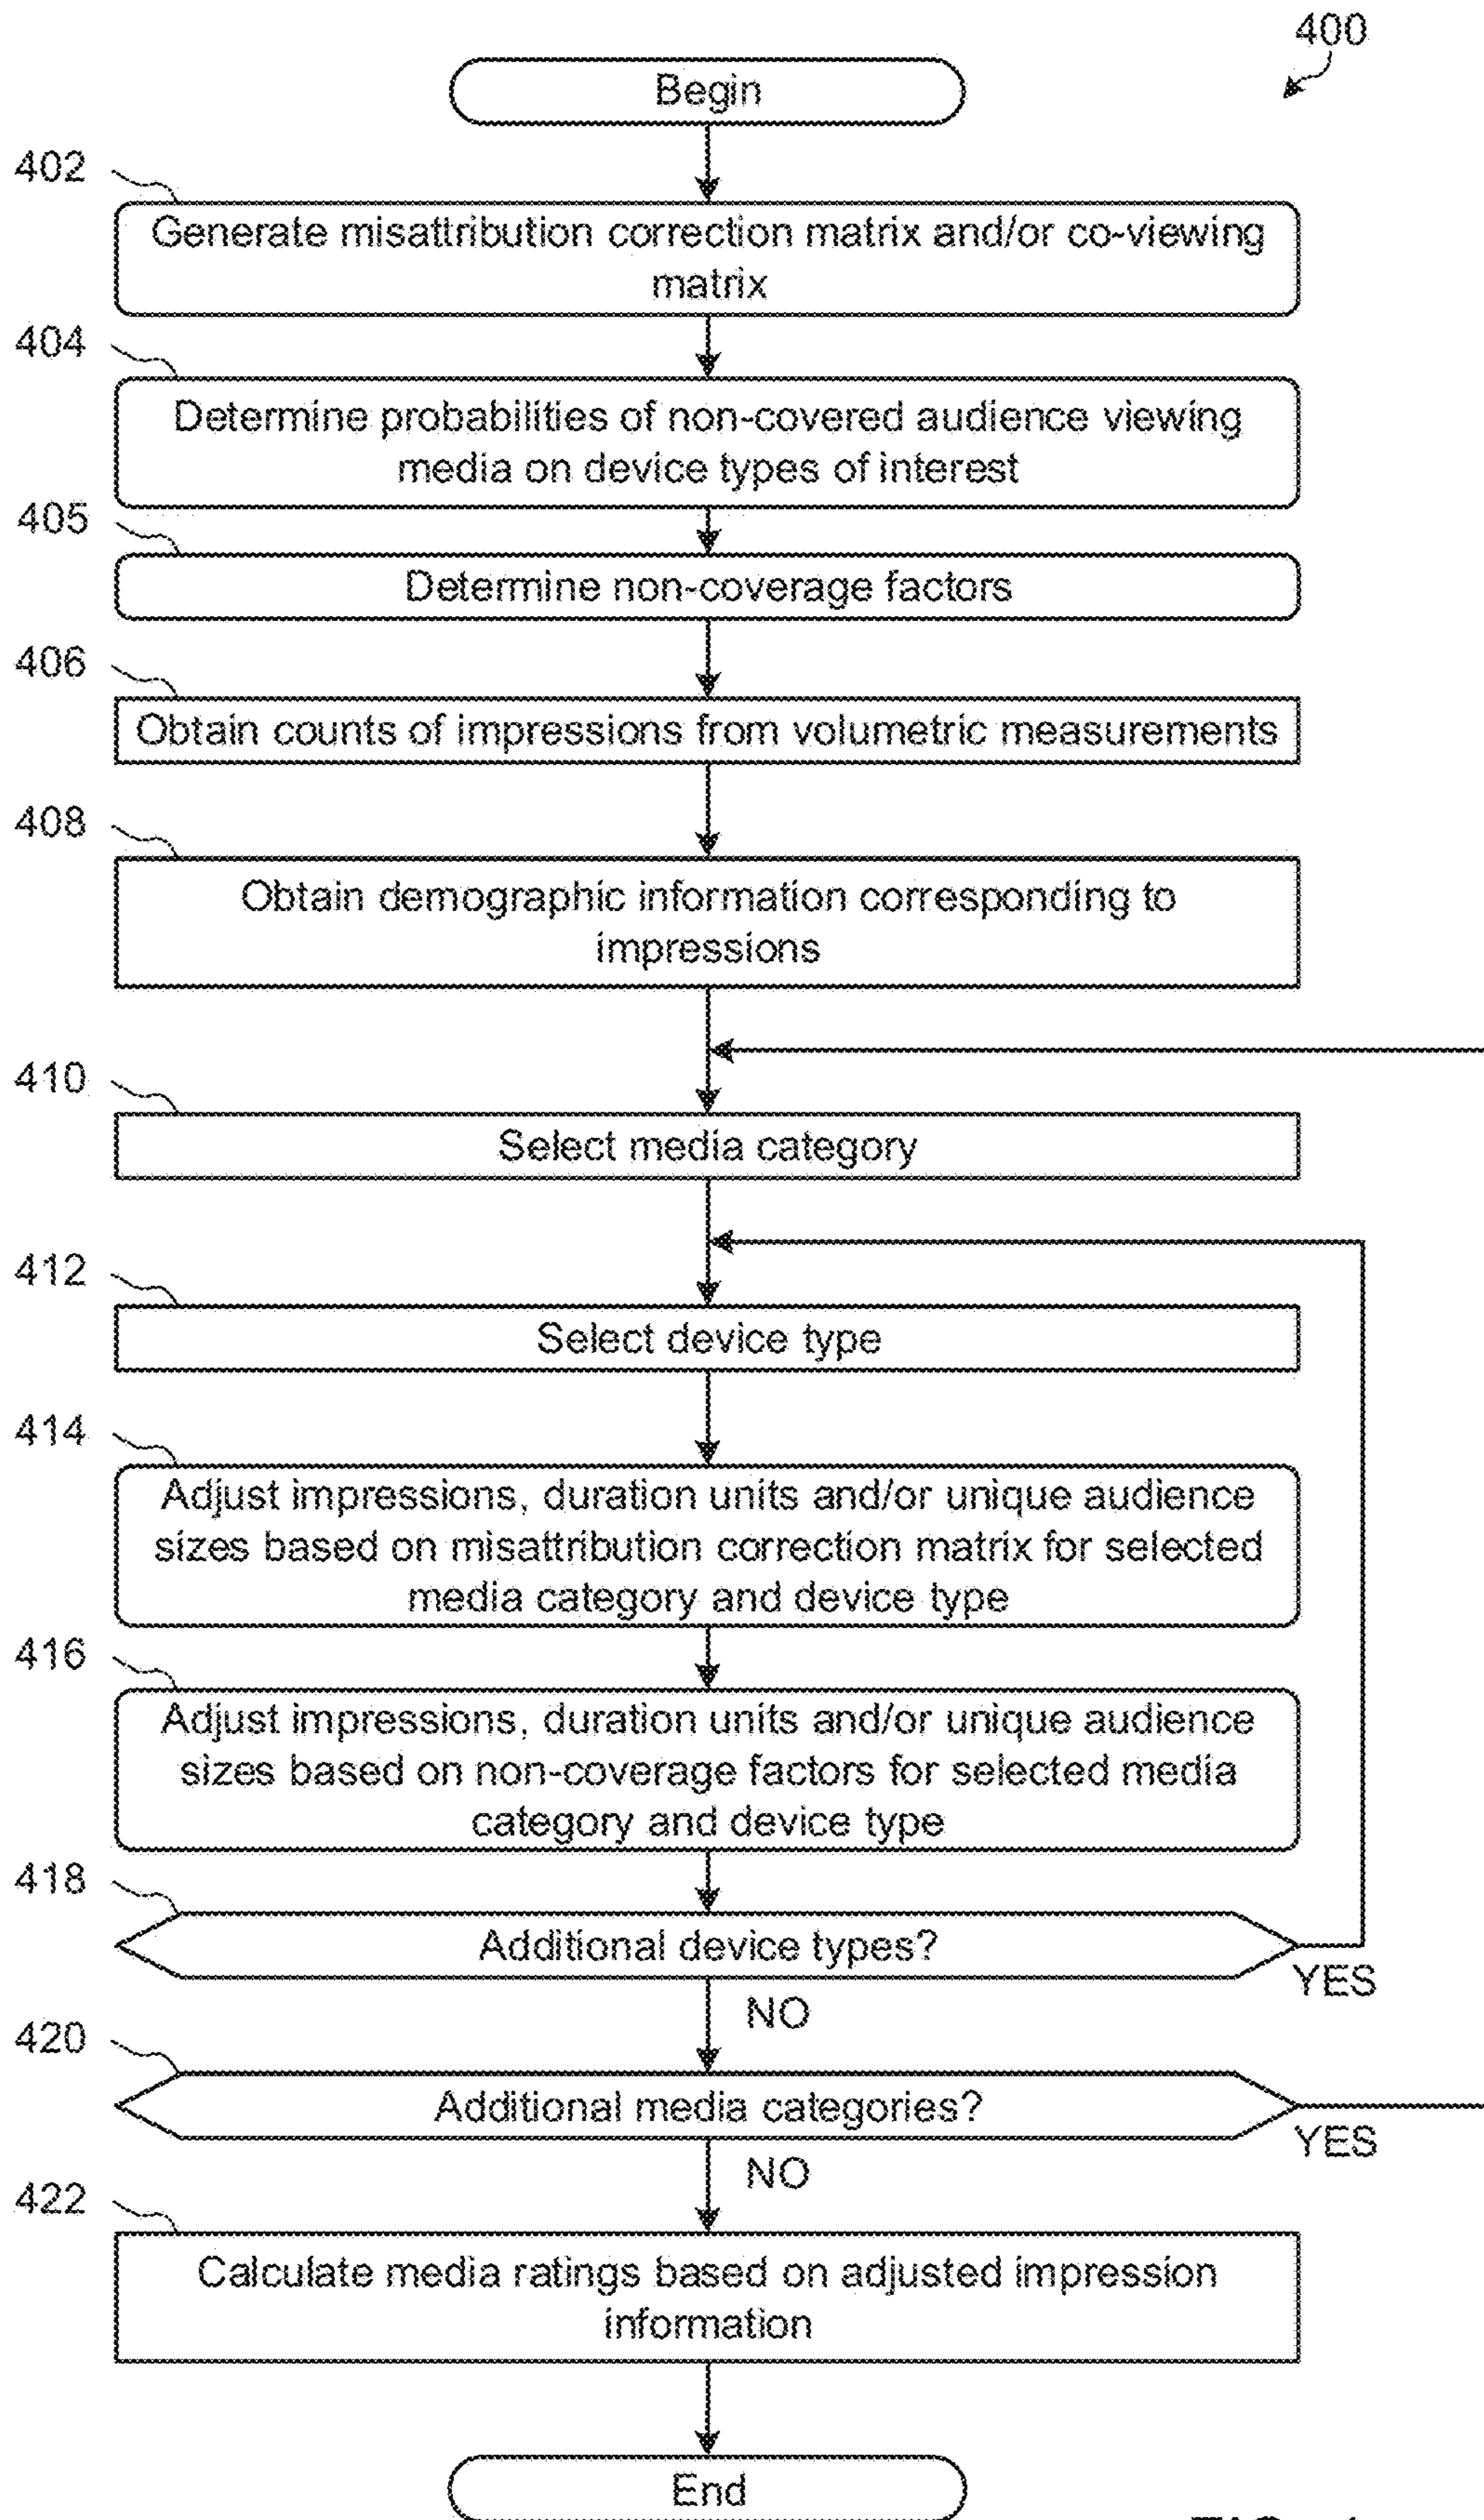 400
Begin
402
Generate misattribution correction matrix and/or co-viewing
matrix
404
Determine probabilities of non-covered audience viewing
media on device types of interest
405
Determine non-coverage factors
406
Obtain counts of impressions from volumetric measurements
408
Obtain demographic information corresponding to
impressions
410
Select media category
412
Select device type
414
Adjust impressions, duration units and/or unique audience
sizes based on misattribution correction matrix for selected
media category and device type
416
Adjust impressions, duration units and/or unique audience
sizes based on non-coverage factors for selected media
category and device type
418
Additional device types?
YES
NO
420
Additional media categories?
YES
NO
422
Calculate media ratings based on adjusted impression
information
End